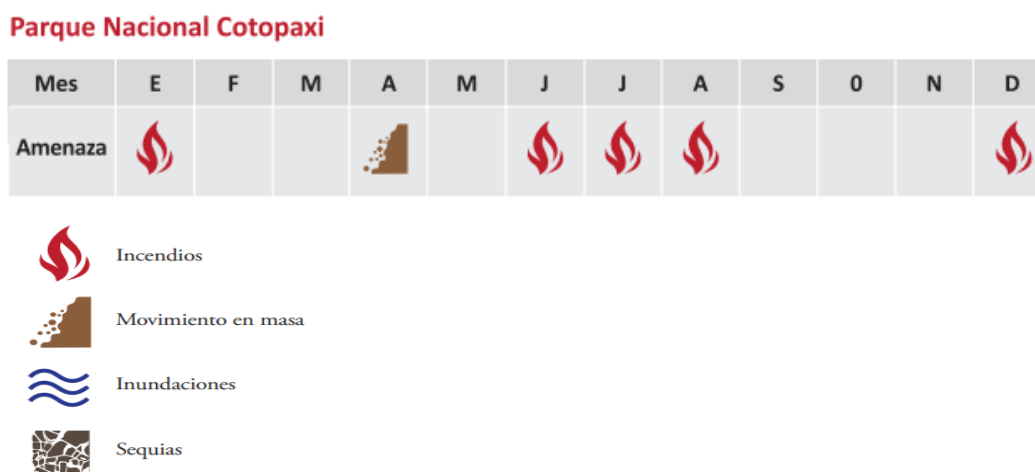 Parque Nacional Cotopaxi
Mes E F M A M J J A S 0 N D
Amenaza
Incendios
Movimiento en masa
Inundaciones
Sequias